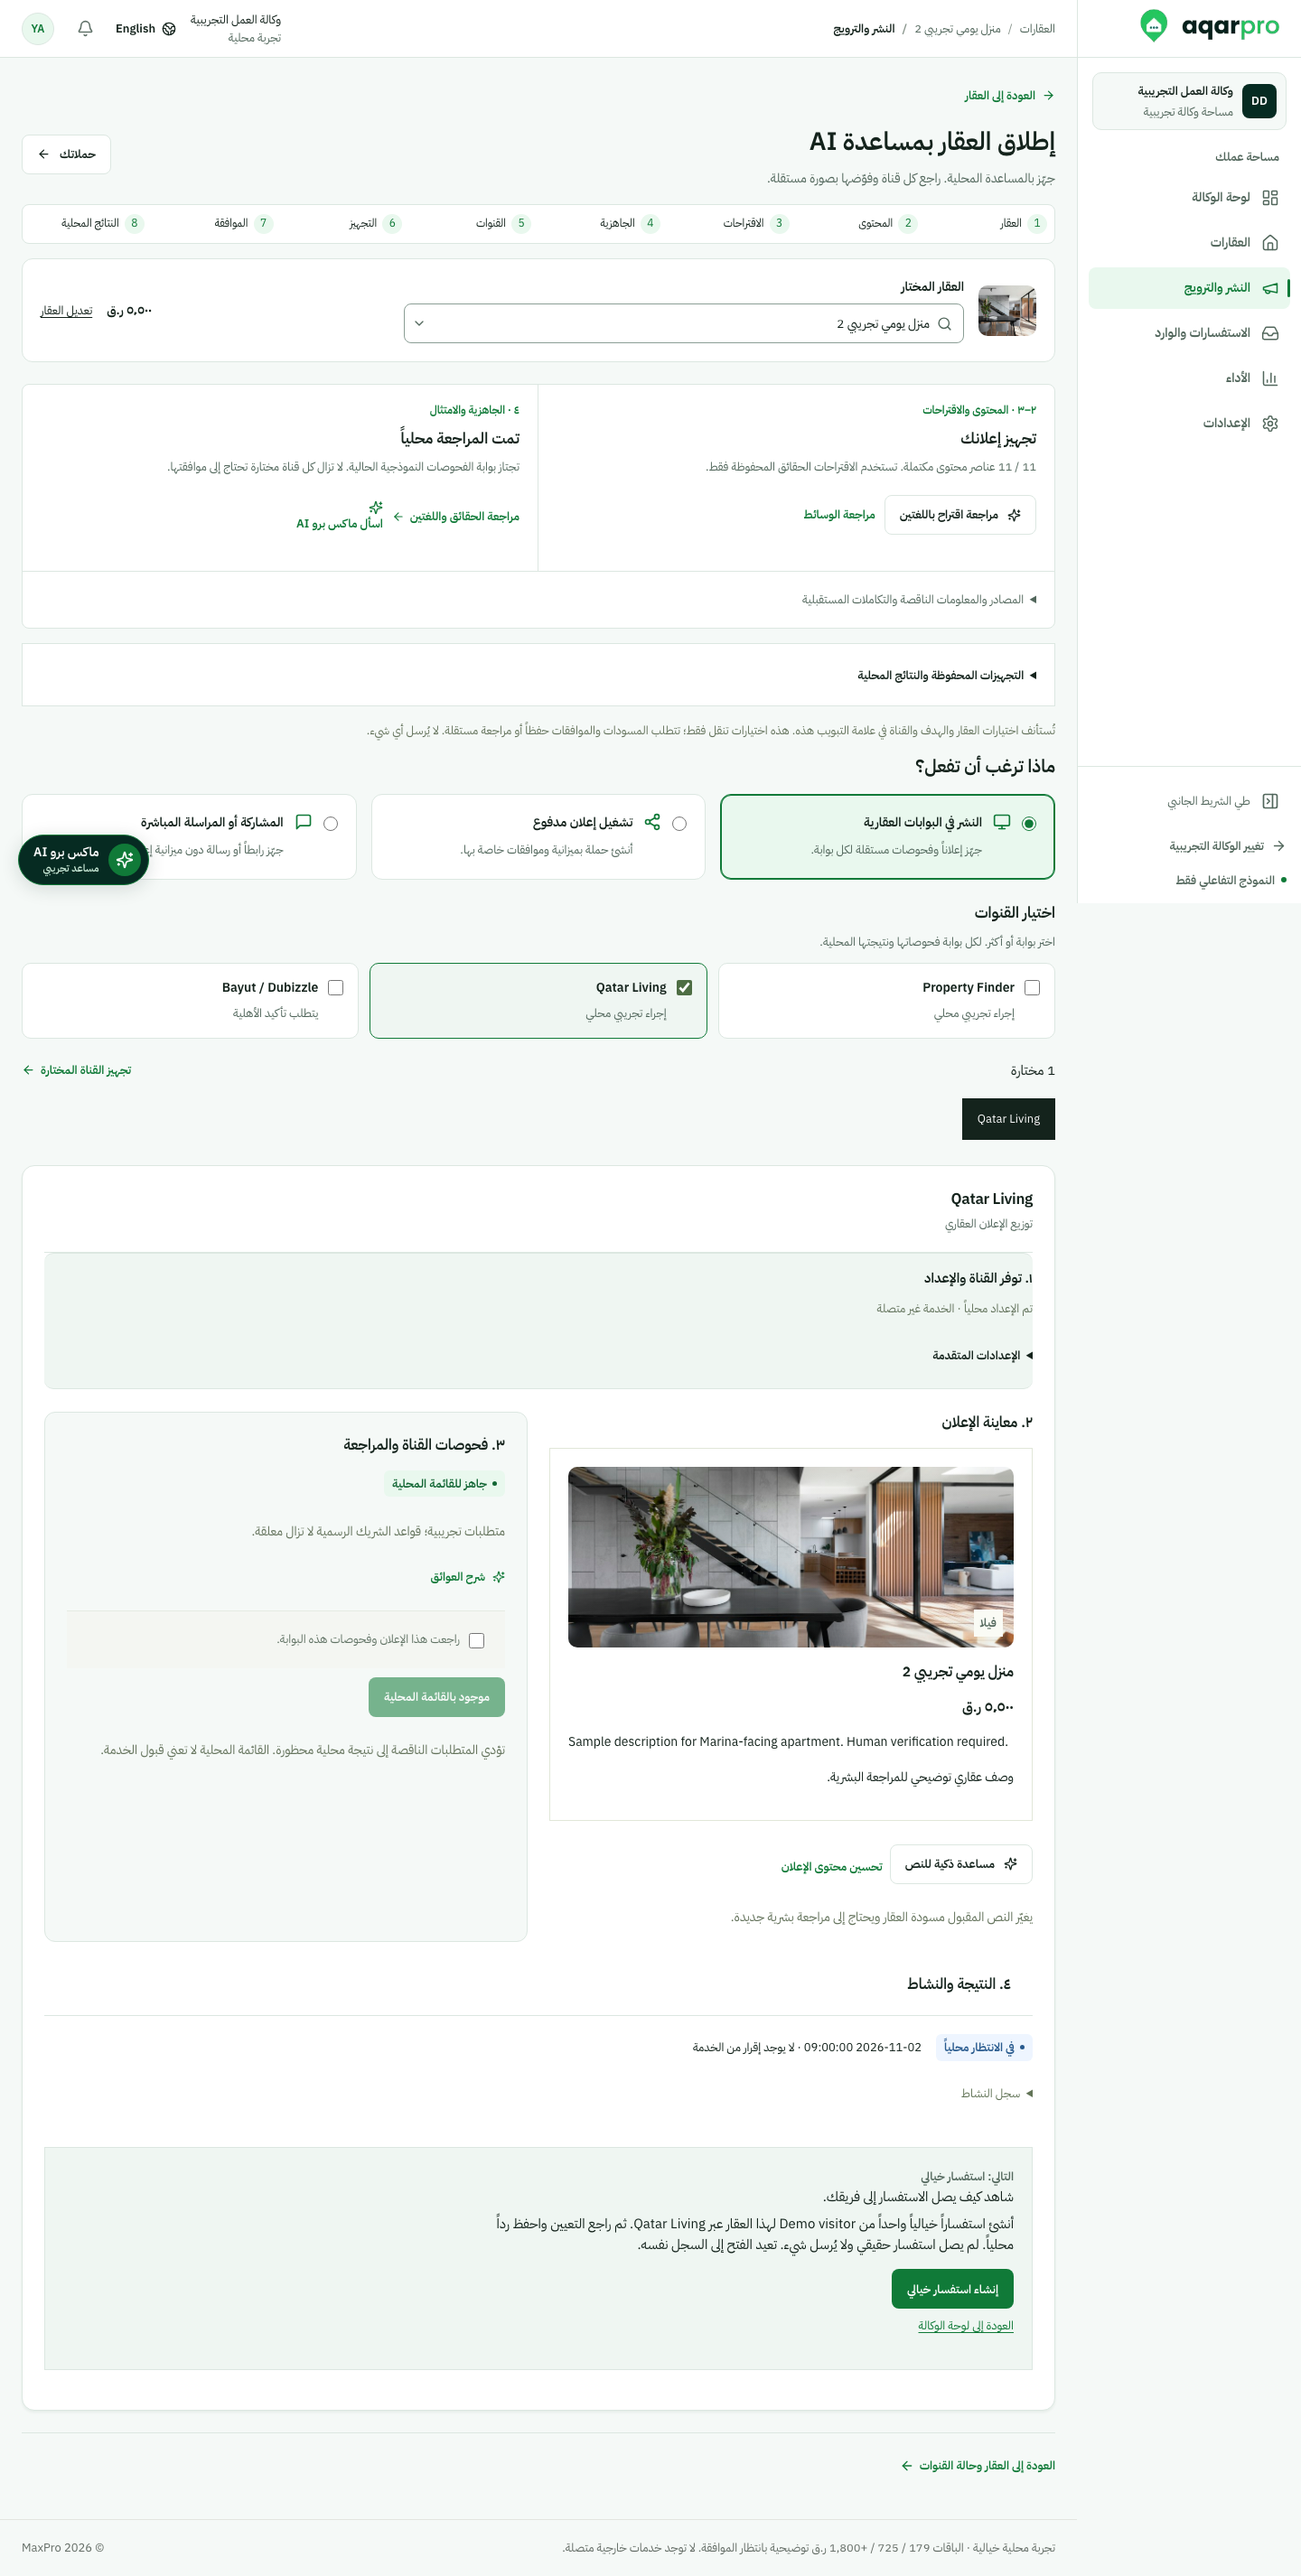 aqarpro
العقارات / منزل يومي تجريبي 2 / النشر والترويج
وكالة العمل التجريبية
تجربة محلية
English
YA
DD
وكالة العمل التجريبية
مساحة وكالة تجريبية
مساحة عملك
لوحة الوكالة
العقارات
النشر والترويج
الاستفسارات والوارد
الأداء
الإعدادات
طي الشريط الجانبي
تغيير الوكالة التجريبية
النموذج التفاعلي فقط
العودة إلى العقار
إطلاق العقار بمساعدة AI
جهّز بالمساعدة المحلية. راجع كل قناة وفوّضها بصورة مستقلة.
حملاتك
1 العقار
2 المحتوى
3 الاقتراحات
4 الجاهزية
5 القنوات
6 التجهيز
7 الموافقة
8 النتائج المحلية
العقار المختار
منزل يومي تجريبي 2
٥,٥٠٠ ر.ق
تعديل العقار
٢–٣ · المحتوى والاقتراحات
تجهيز إعلانك
11 / 11 عناصر محتوى مكتملة. تستخدم الاقتراحات الحقائق المحفوظة فقط.
مراجعة اقتراح باللغتين
مراجعة الوسائط
٤ · الجاهزية والامتثال
تمت المراجعة محلياً
تجتاز بوابة الفحوصات النموذجية الحالية. لا تزال كل قناة مختارة تحتاج إلى موافقتها.
مراجعة الحقائق واللغتين
اسأل ماكس برو AI
المصادر والمعلومات الناقصة والتكاملات المستقبلية
التجهيزات المحفوظة والنتائج المحلية
تُستأنف اختيارات العقار والهدف والقناة في علامة التبويب هذه. هذه اختيارات تنقل فقط؛ تتطلب المسودات والموافقات حفظاً أو مراجعة مستقلة. لا يُرسل أي شيء.
ماذا ترغب أن تفعل؟
النشر في البوابات العقارية
جهّز إعلاناً وفحوصات مستقلة لكل بوابة.
تشغيل إعلان مدفوع
أنشئ حملة بميزانية وموافقات خاصة بها.
المشاركة أو المراسلة المباشرة
جهّز رابطاً أو رسالة دون ميزانية
ماكس برو AI
مساعد تجريبي
اختيار القنوات
اختر بوابة أو أكثر. لكل بوابة فحوصاتها ونتيجتها المحلية.
Property Finder
إجراء تجريبي محلي
Qatar Living
إجراء تجريبي محلي
Bayut / Dubizzle
يتطلب تأكيد الأهلية
1 مختارة
تجهيز القناة المختارة
Qatar Living
Qatar Living
توزيع الإعلان العقاري
١. توفر القناة والإعداد
تم الإعداد محلياً · الخدمة غير متصلة
الإعدادات المتقدمة
٢. معاينة الإعلان
فيلا
منزل يومي تجريبي 2
٥,٥٠٠ ر.ق
Sample description for Marina-facing apartment. Human verification required.
وصف عقاري توضيحي للمراجعة البشرية.
مساعدة ذكية للنص
تحسين محتوى الإعلان
يغيّر النص المقبول مسودة العقار ويحتاج إلى مراجعة بشرية جديدة.
٣. فحوصات القناة والمراجعة
جاهز للقائمة المحلية
متطلبات تجريبية؛ قواعد الشريك الرسمية لا تزال معلقة.
شرح العوائق
راجعت هذا الإعلان وفحوصات هذه البوابة.
موجود بالقائمة المحلية
تؤدي المتطلبات الناقصة إلى نتيجة محلية محظورة. القائمة المحلية لا تعني قبول الخدمة.
٤. النتيجة والنشاط
في الانتظار محلياً
2026-11-02 09:00:00 · لا يوجد إقرار من الخدمة
سجل النشاط
التالي: استفسار خيالي
شاهد كيف يصل الاستفسار إلى فريقك.
أنشئ استفساراً خيالياً واحداً من Demo visitor لهذا العقار عبر Qatar Living. ثم راجع التعيين واحفظ رداً
محلياً. لم يصل استفسار حقيقي ولا يُرسل شيء. تعيد الفتح إلى السجل نفسه.
إنشاء استفسار خيالي
العودة إلى لوحة الوكالة
العودة إلى العقار وحالة القنوات
تجربة محلية خيالية · الباقات 179 / 725 / +1,800 ر.ق توضيحية بانتظار الموافقة. لا توجد خدمات خارجية متصلة.
© 2026 MaxPro